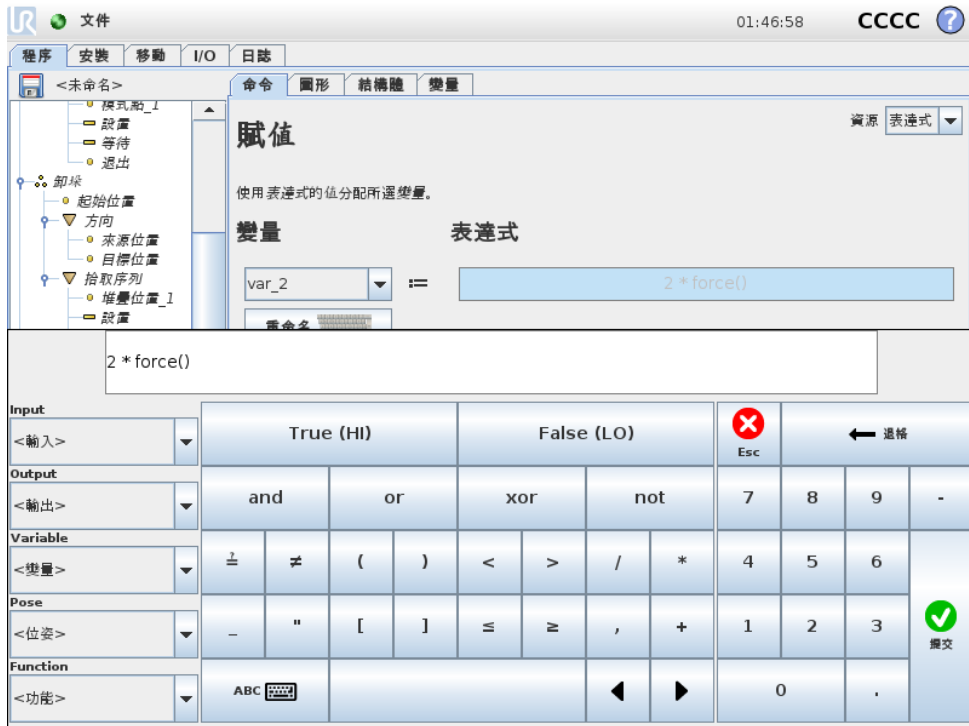 UR 文件 01:46:58 CCCC ?
程序 安裝 移動 I/O 日誌
<未命名> 命令 圖形 結構體 變量
模式點_1
設置
等待
退出
卸垛
起始位置
方向
來源位置
目標位置
拾取序列
堆疊位置_1
設置
賦值
資源 表達式
使用表達式的值分配所選變量。
變量 表達式
var_2 := 2 * force()
重命名
2 * force()
Input
<輸入> True (HI) False (LO) Esc 退格
Output
<輸出> and or xor not 7 8 9 -
Variable
<變量> ≟ ≠ ( ) < > / * 4 5 6
Pose
<位姿> _ " [ ] ≤ ≥ , + 1 2 3 提交
Function
<功能> ABC 0 .